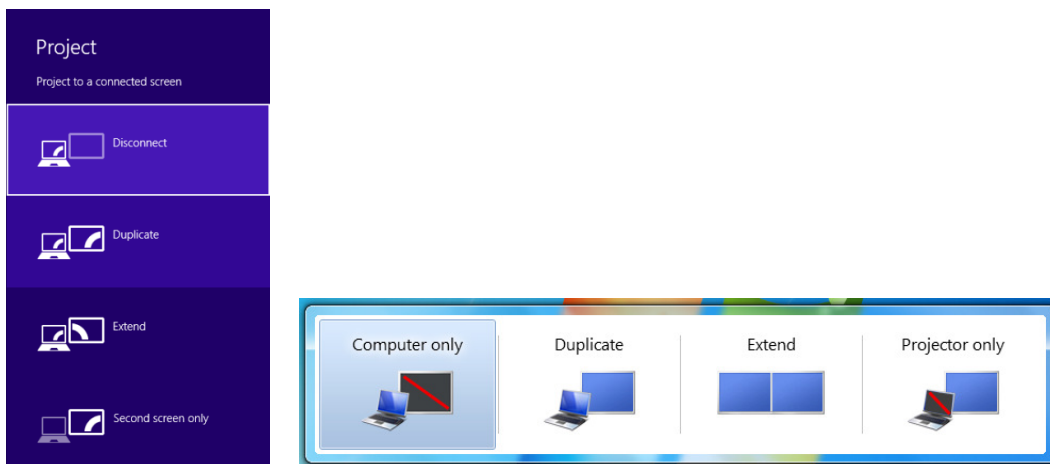 Project
Project to a connected screen
Disconnect
Duplicate
Extend
Second screen only
Computer only
Duplicate
Extend
Projector only